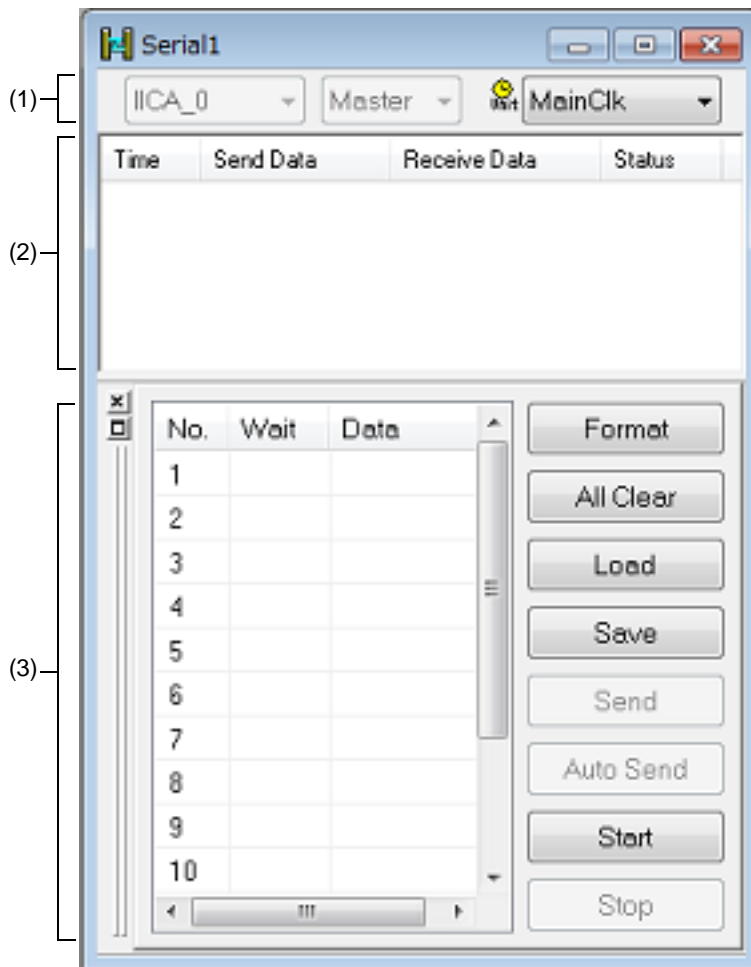 Serial1
(1) IICA_0 Master Wait MainClk
(2)
Time Send Data Receive Data Status
(3)
No. Wait Data
1
2
3
4
5
6
7
8
9
10
Format
All Clear
Load
Save
Send
Auto Send
Start
Stop